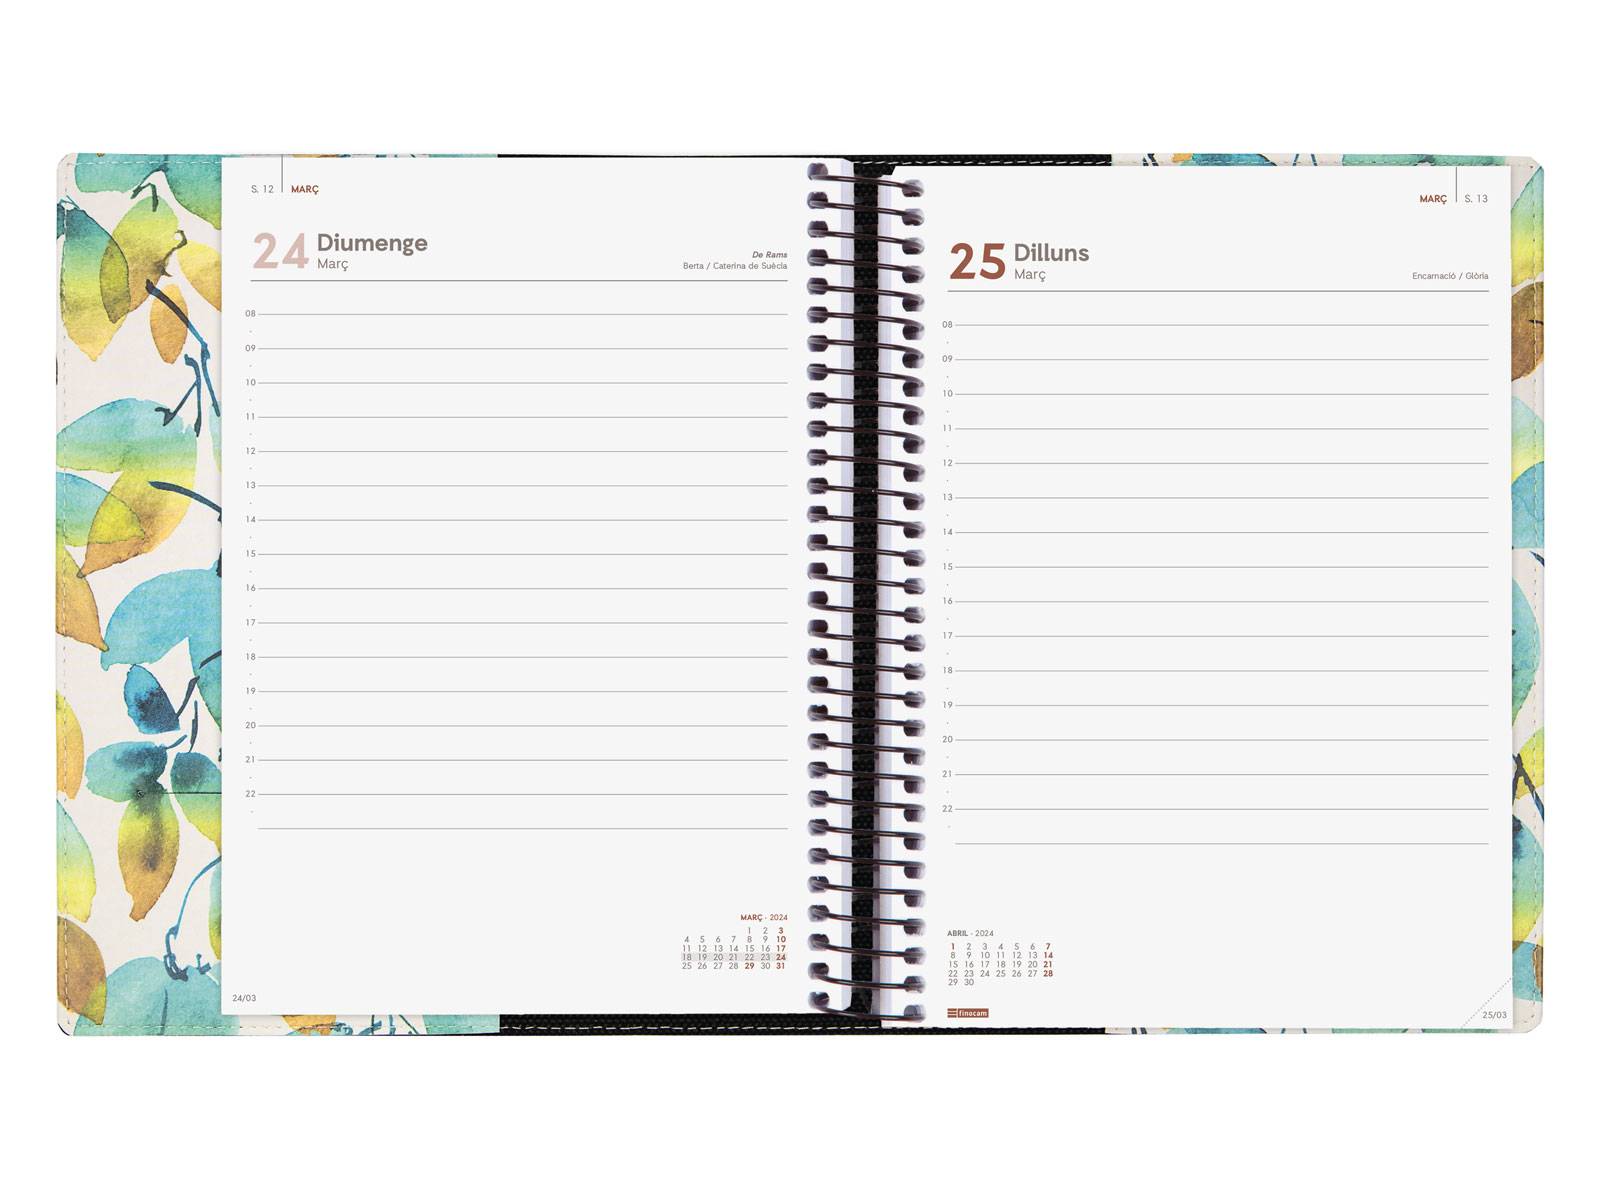 S. 12 MARÇ
24 Diumenge
Març
De Rams
Berta / Caterina de Suècia
08
09
10
11
12
13
14
15
16
17
18
19
20
21
22
MARÇ · 2024
1 2 3
4 5 6 7 8 9 10
11 12 13 14 15 16 17
18 19 20 21 22 23 24
25 26 27 28 29 30 31
24/03
MARÇ S. 13
25 Dilluns
Març
Encarnació / Glòria
08
09
10
11
12
13
14
15
16
17
18
19
20
21
22
ABRIL · 2024
1 2 3 4 5 6 7
8 9 10 11 12 13 14
15 16 17 18 19 20 21
22 23 24 25 26 27 28
29 30
finocam
25/03